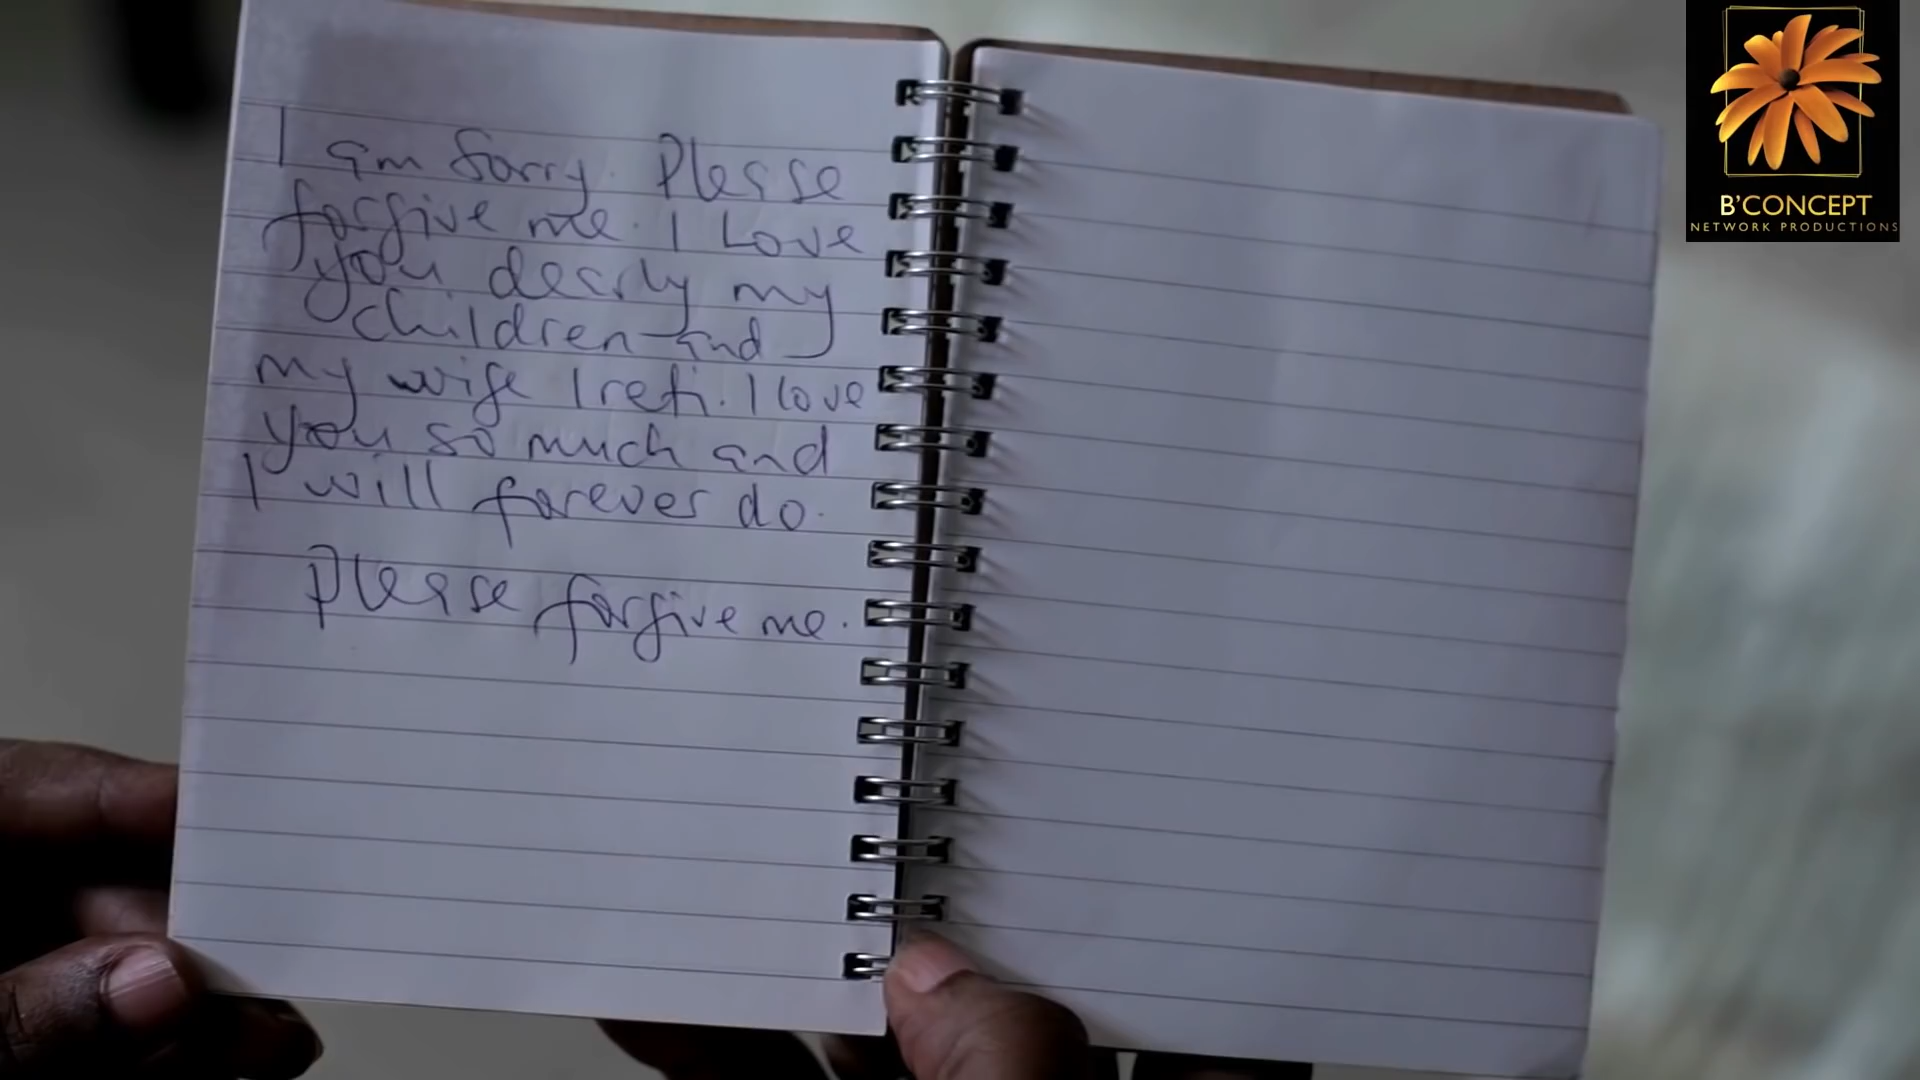 I am Sorry. Please
forgive me. I Love
you dearly my
children and
my wife Ireti. I love
you so much and
I will forever do.
Please forgive me.
B'CONCEPT
NETWORK PRODUCTIONS